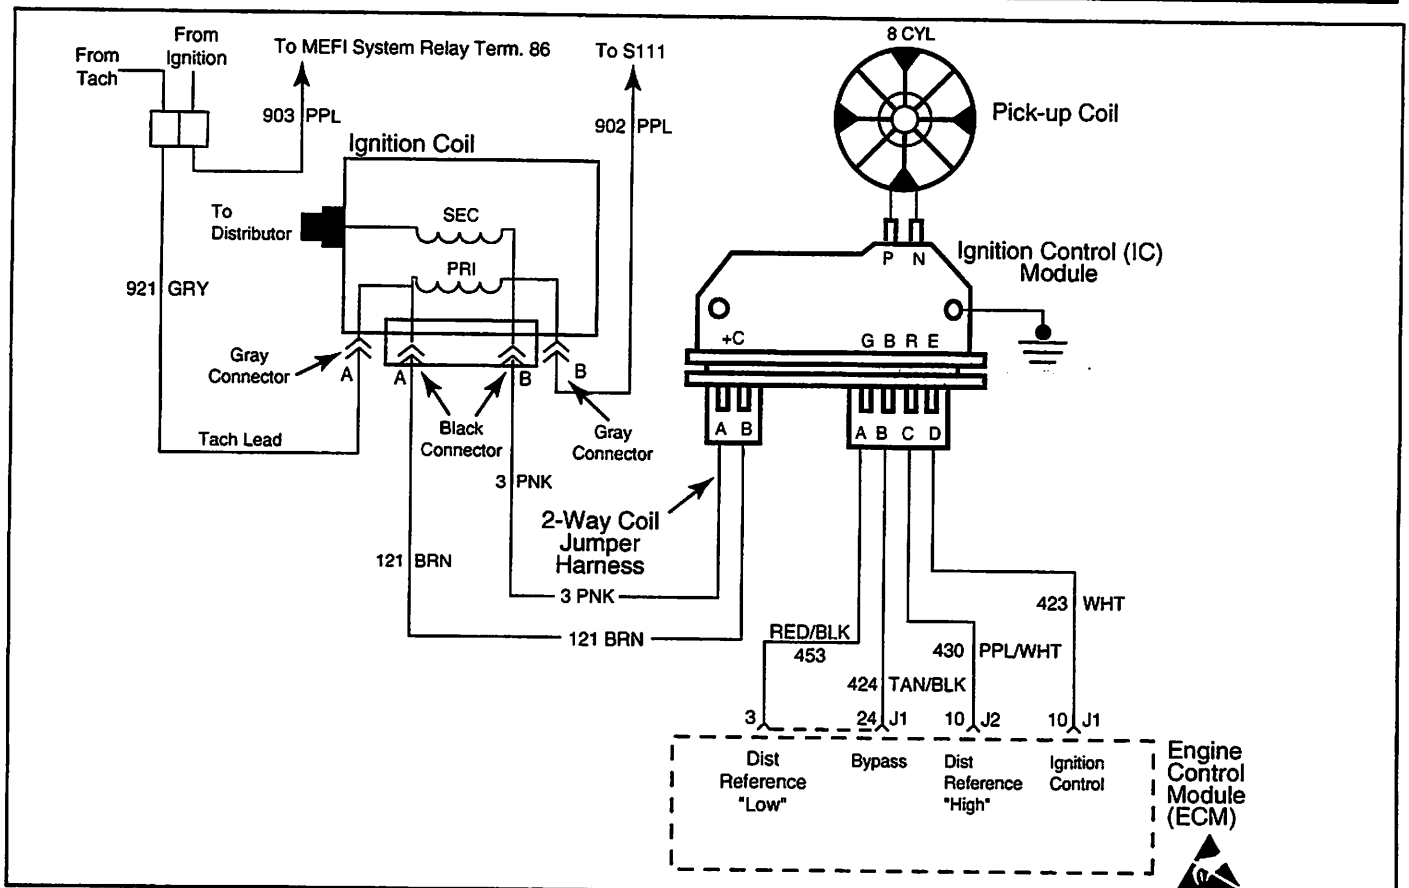 8 CYL
From
Ignition
To MEFI System Relay Term. 86
To S111
From
Tach
903 PPL
902 PPL
Pick-up Coil
Ignition Coil
To
Distributor
SEC
PRI
P N
Ignition Control (IC)
Module
921 GRY
+C
G B R E
Gray
Connector
A
A
B
B
Black
Connector
Gray
Connector
A B
A B C D
Tach Lead
3 PNK
2-Way Coil
Jumper
Harness
121 BRN
3 PNK
121 BRN
423 WHT
RED/BLK
453
430 PPL/WHT
424 TAN/BLK
3
24 J1
10 J2
10 J1
Dist
Reference
"Low"
Bypass
Dist
Reference
"High"
Ignition
Control
Engine
Control
Module
(ECM)